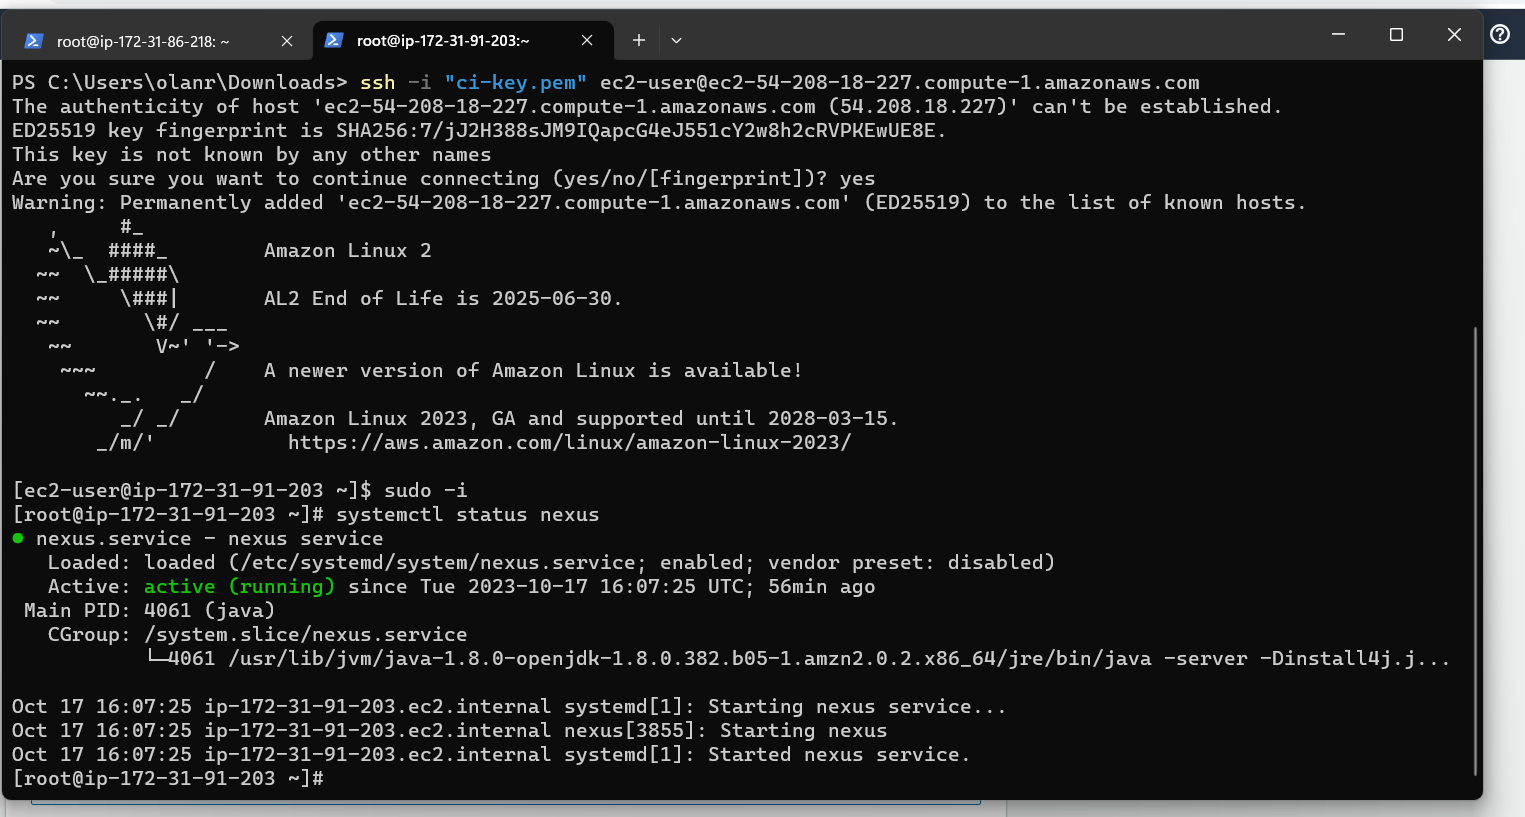 root@ip-172-31-86-218: ~
root@ip-172-31-91-203:~
PS C:\Users\olanr\Downloads> ssh -i "ci-key.pem" ec2-user@ec2-54-208-18-227.compute-1.amazonaws.com
The authenticity of host 'ec2-54-208-18-227.compute-1.amazonaws.com (54.208.18.227)' can't be established.
ED25519 key fingerprint is SHA256:7/jJ2H388sJM9IQapcG4eJ551cY2w8h2cRVPKEwUE8E.
This key is not known by any other names
Are you sure you want to continue connecting (yes/no/[fingerprint])? yes
Warning: Permanently added 'ec2-54-208-18-227.compute-1.amazonaws.com' (ED25519) to the list of known hosts.
   ,     #_
   ~\_  ####_        Amazon Linux 2
  ~~  \_#####\
  ~~     \###|       AL2 End of Life is 2025-06-30.
  ~~       \#/ ___
   ~~       V~' '->
    ~~~         /    A newer version of Amazon Linux is available!
      ~~._.   _/
         _/ _/       Amazon Linux 2023, GA and supported until 2028-03-15.
       _/m/'           https://aws.amazon.com/linux/amazon-linux-2023/
[ec2-user@ip-172-31-91-203 ~]$ sudo -i
[root@ip-172-31-91-203 ~]# systemctl status nexus
● nexus.service - nexus service
   Loaded: loaded (/etc/systemd/system/nexus.service; enabled; vendor preset: disabled)
   Active: active (running) since Tue 2023-10-17 16:07:25 UTC; 56min ago
 Main PID: 4061 (java)
   CGroup: /system.slice/nexus.service
           └─4061 /usr/lib/jvm/java-1.8.0-openjdk-1.8.0.382.b05-1.amzn2.0.2.x86_64/jre/bin/java -server -Dinstall4j.j...
Oct 17 16:07:25 ip-172-31-91-203.ec2.internal systemd[1]: Starting nexus service...
Oct 17 16:07:25 ip-172-31-91-203.ec2.internal nexus[3855]: Starting nexus
Oct 17 16:07:25 ip-172-31-91-203.ec2.internal systemd[1]: Started nexus service.
[root@ip-172-31-91-203 ~]#